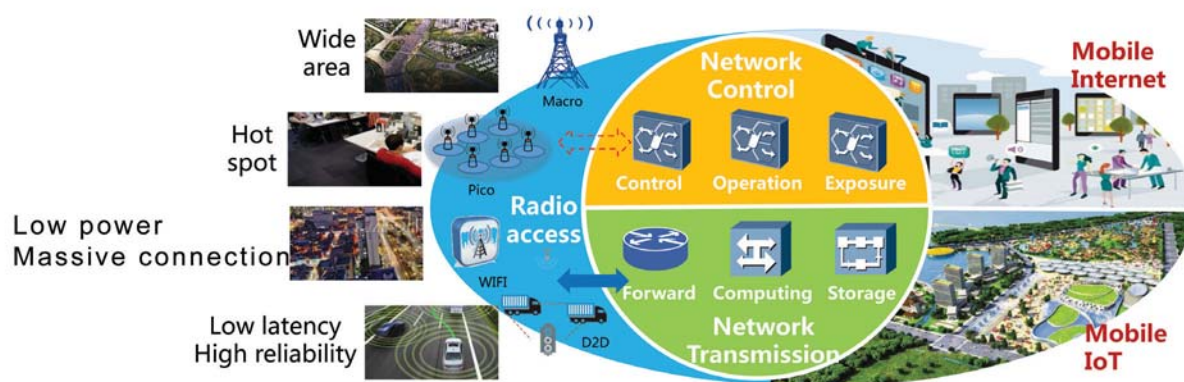 Wide
area
Hot
spot
Low power
Massive connection
Low latency
High reliability
Macro
Pico
Radio
access
WIFI
D2D
Network
Control
Control
Operation
Exposure
Forward
Computing
Storage
Network
Transmission
Mobile
Internet
Mobile
IoT